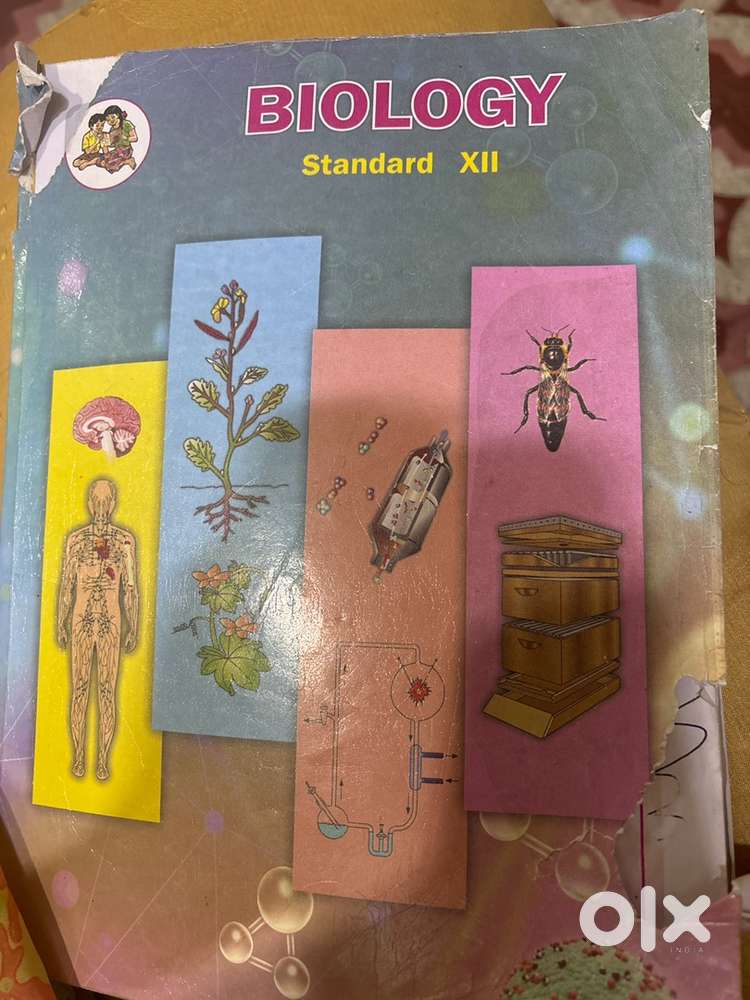 BIOLOGY
Standard XII
olx
INDIA